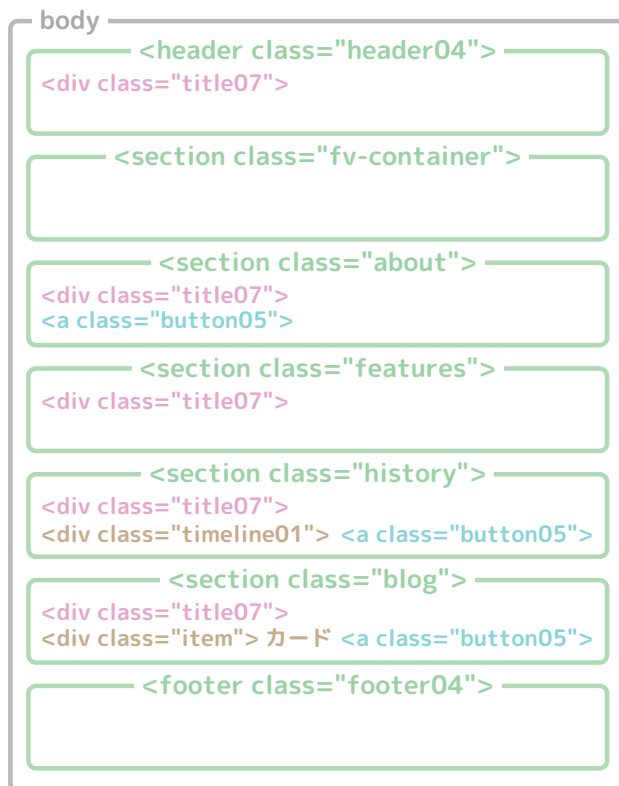 body
<header class="header04">
<div class="title07">
<section class="fv-container">
<section class="about">
<div class="title07">
<a class="button05">
<section class="features">
<div class="title07">
<section class="history">
<div class="title07">
<div class="timeline01"> <a class="button05">
<section class="blog">
<div class="title07">
<div class="item"> カード <a class="button05">
<footer class="footer04">